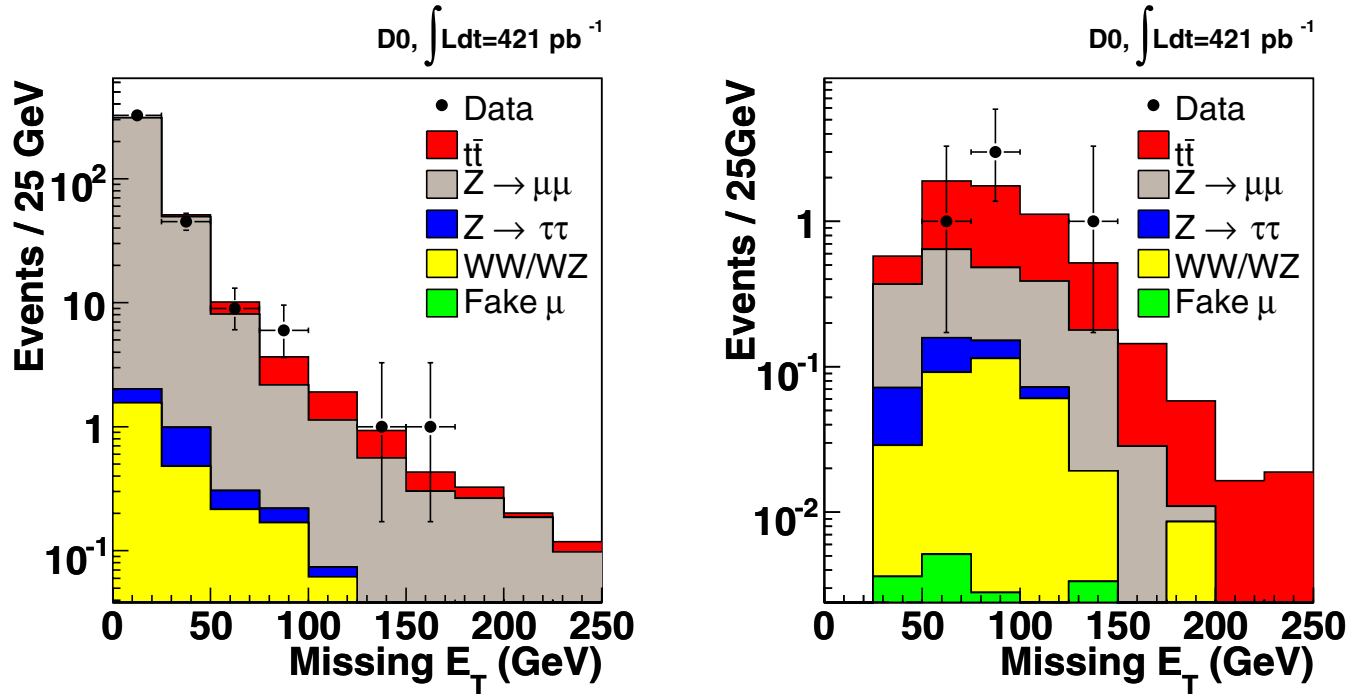 D0, ∫Ldt=421 pb⁻¹
Events / 25 GeV
10²
10
1
10⁻¹
Data
tt̄
Z → μμ
Z → ττ
WW/WZ
Fake μ
0 50 100 150 200 250
Missing E_T (GeV)
D0, ∫Ldt=421 pb⁻¹
Events / 25GeV
1
10⁻¹
10⁻²
Data
tt̄
Z → μμ
Z → ττ
WW/WZ
Fake μ
0 50 100 150 200 250
Missing E_T (GeV)